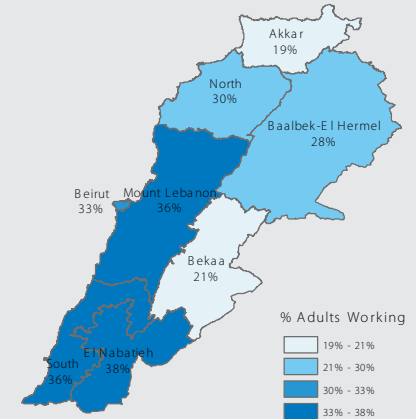 Akkar
19%
North
30%
Baalbek-El Hermel
28%
Beirut
33%
Mount Lebanon
36%
Bekaa
21%
South
36%
El Nabatieh
38%
% Adults Working
19% - 21%
21% - 30%
30% - 33%
33% - 38%